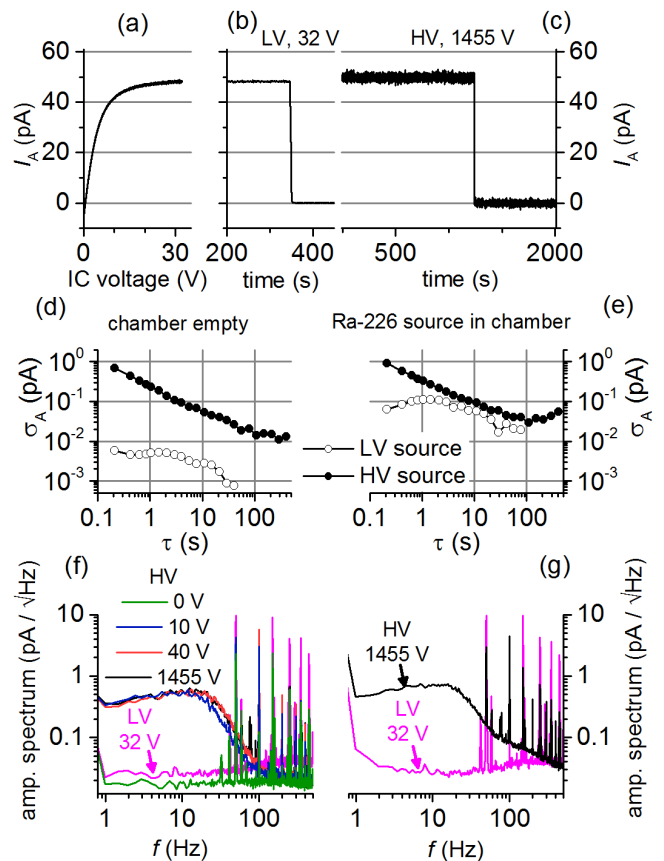 (a)
(b)
LV, 32 V
HV, 1455 V
(c)
I_A (pA)
60
40
20
0
0 10 20 30
IC voltage (V)
200 400
time (s)
500 2000
time (s)
60
40
20
0
I_A (pA)
(d)
chamber empty
Ra-226 source in chamber
(e)
σ_A (pA)
10^0
10^-1
10^-2
10^-3
0.1 1 10 100
τ (s)
LV source
HV source
0.1 1 10 100
τ (s)
10^0
10^-1
10^-2
10^-3
σ_A (pA)
(f)
HV
0 V
10 V
40 V
1455 V
LV
32 V
amp. spectrum (pA / √Hz)
10
1
0.1
1 10 100
f (Hz)
(g)
HV
1455 V
LV
32 V
1 10 100
f (Hz)
10
1
0.1
amp. spectrum (pA / √Hz)